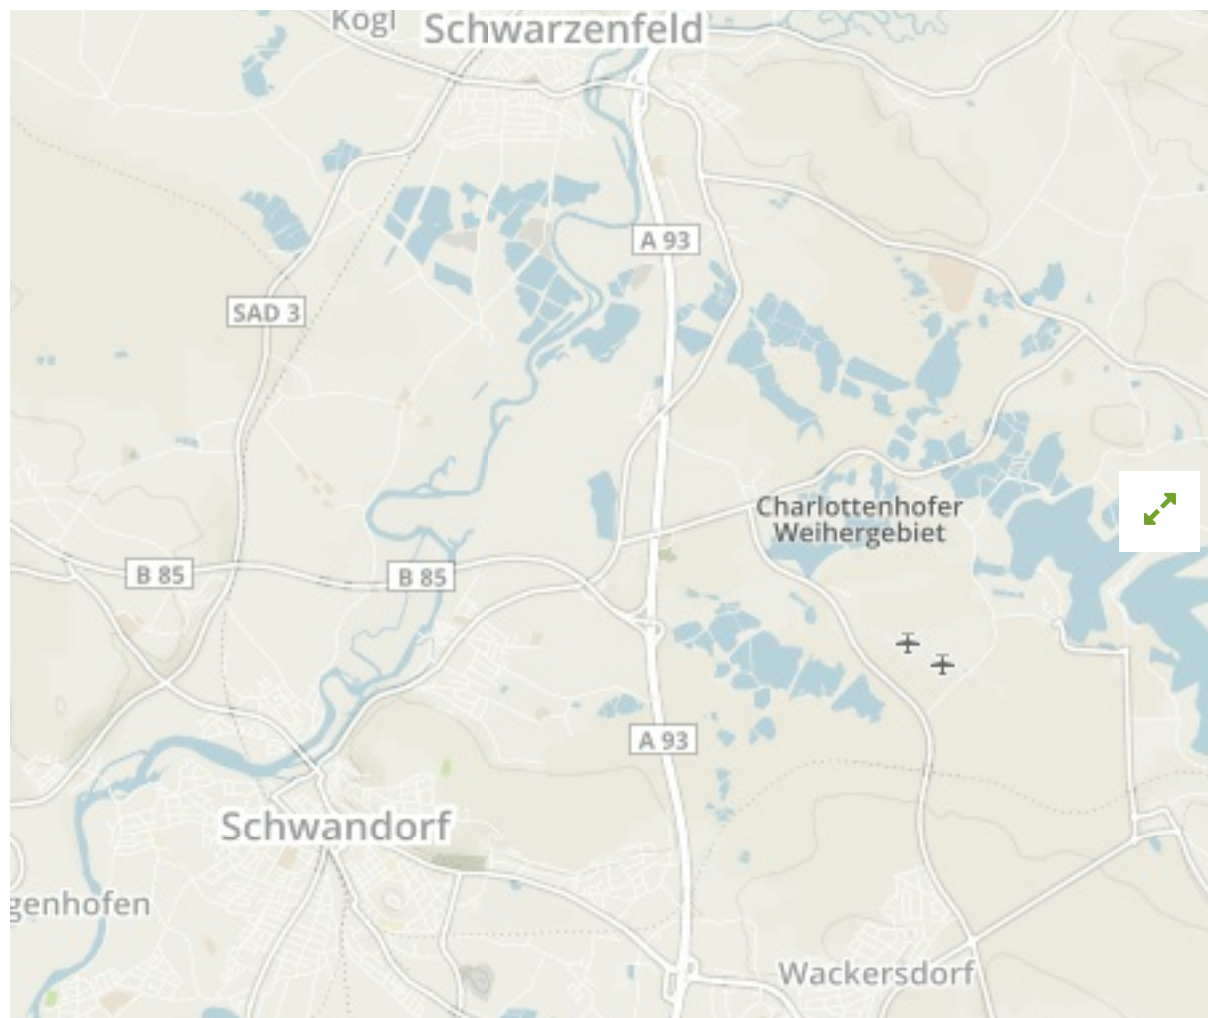 Kögl
Schwarzenfeld
A 93
SAD 3
Charlottenhofer
Weihergebiet
B 85
B 85
A 93
Schwandorf
genhofen
Wackersdorf